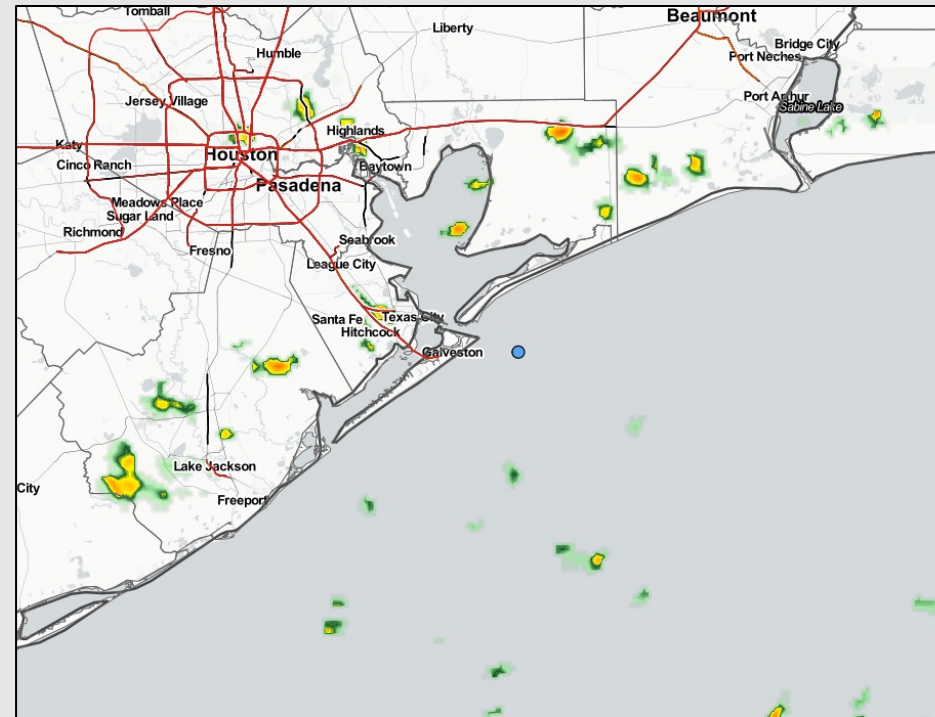 Tomball
Beaumont
Liberty
Bridge City
Humble
Port Neches
Port Arthur
Jersey Village
Sabine Lake
Highlands
Katy
Houston
Cinco Ranch
Baytown
Pasadena
Meadows Place
Sugar Land
Richmond
Seabrook
Fresno
League City
Santa Fe
Texas City
Hitchcock
Galveston
Lake Jackson
City
Freeport